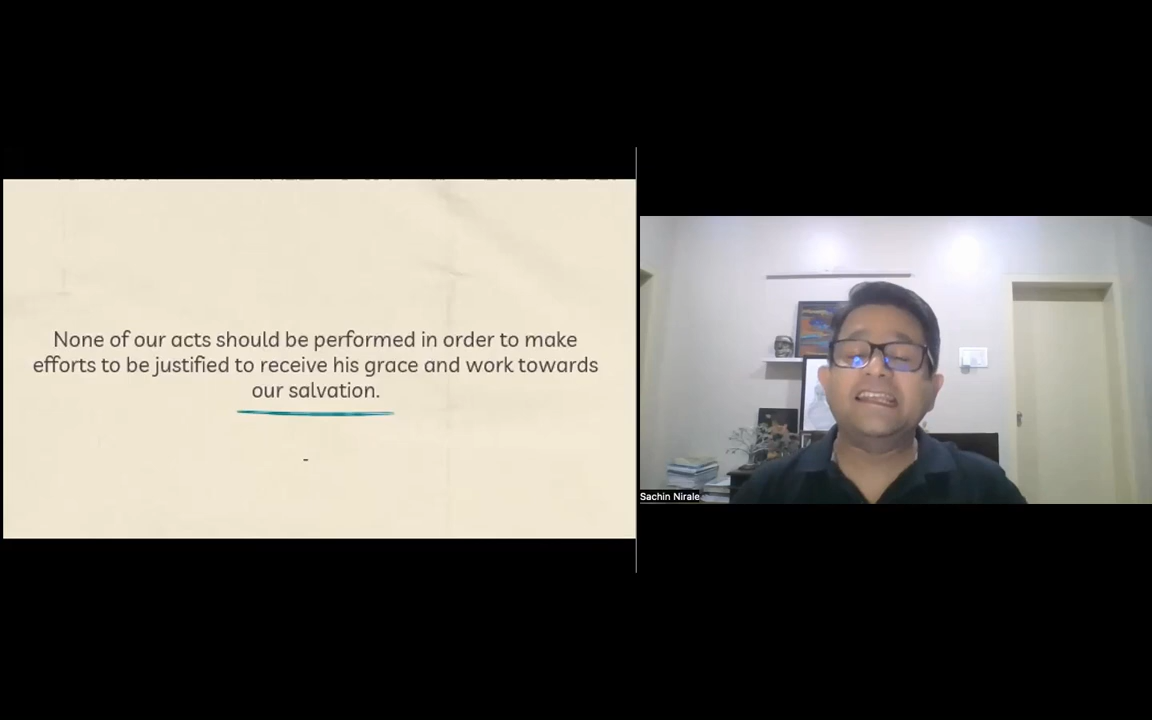 None of our acts should be performed in order to make
efforts to be justified to receive his grace and work towards
our salvation.
-
Sachin Nirale